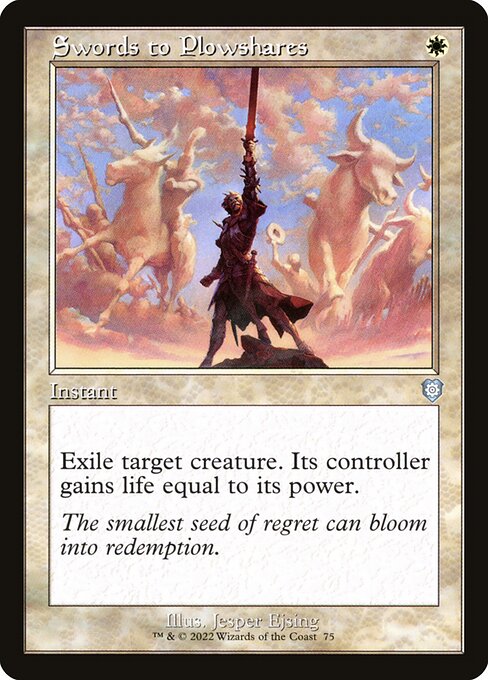 Swords to Plowshares
Instant
Exile target creature. Its controller
gains life equal to its power.
The smallest seed of regret can bloom
into redemption.
Illus. Jesper Ejsing
™ & © 2022 Wizards of the Coast 75